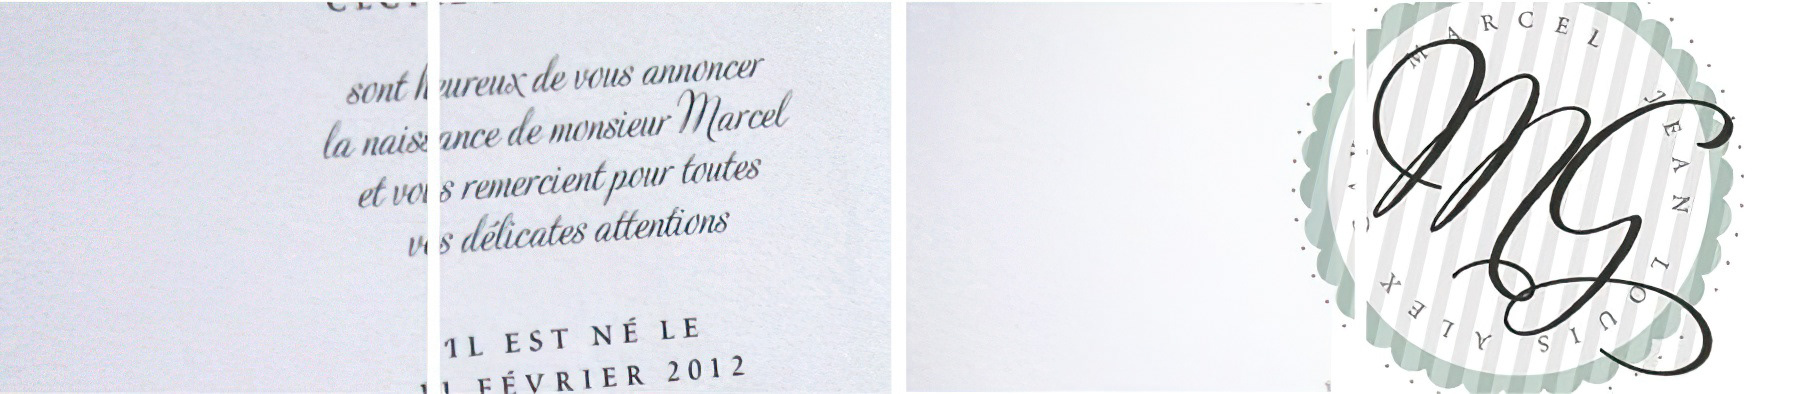 sont heureux de vous annoncer
la naissance de monsieur Marcel
et vous remercient pour toutes
vos délicates attentions
IL EST NÉ LE
11 FÉVRIER 2012
MARCEL JEAN LOUIS ALEX
MG